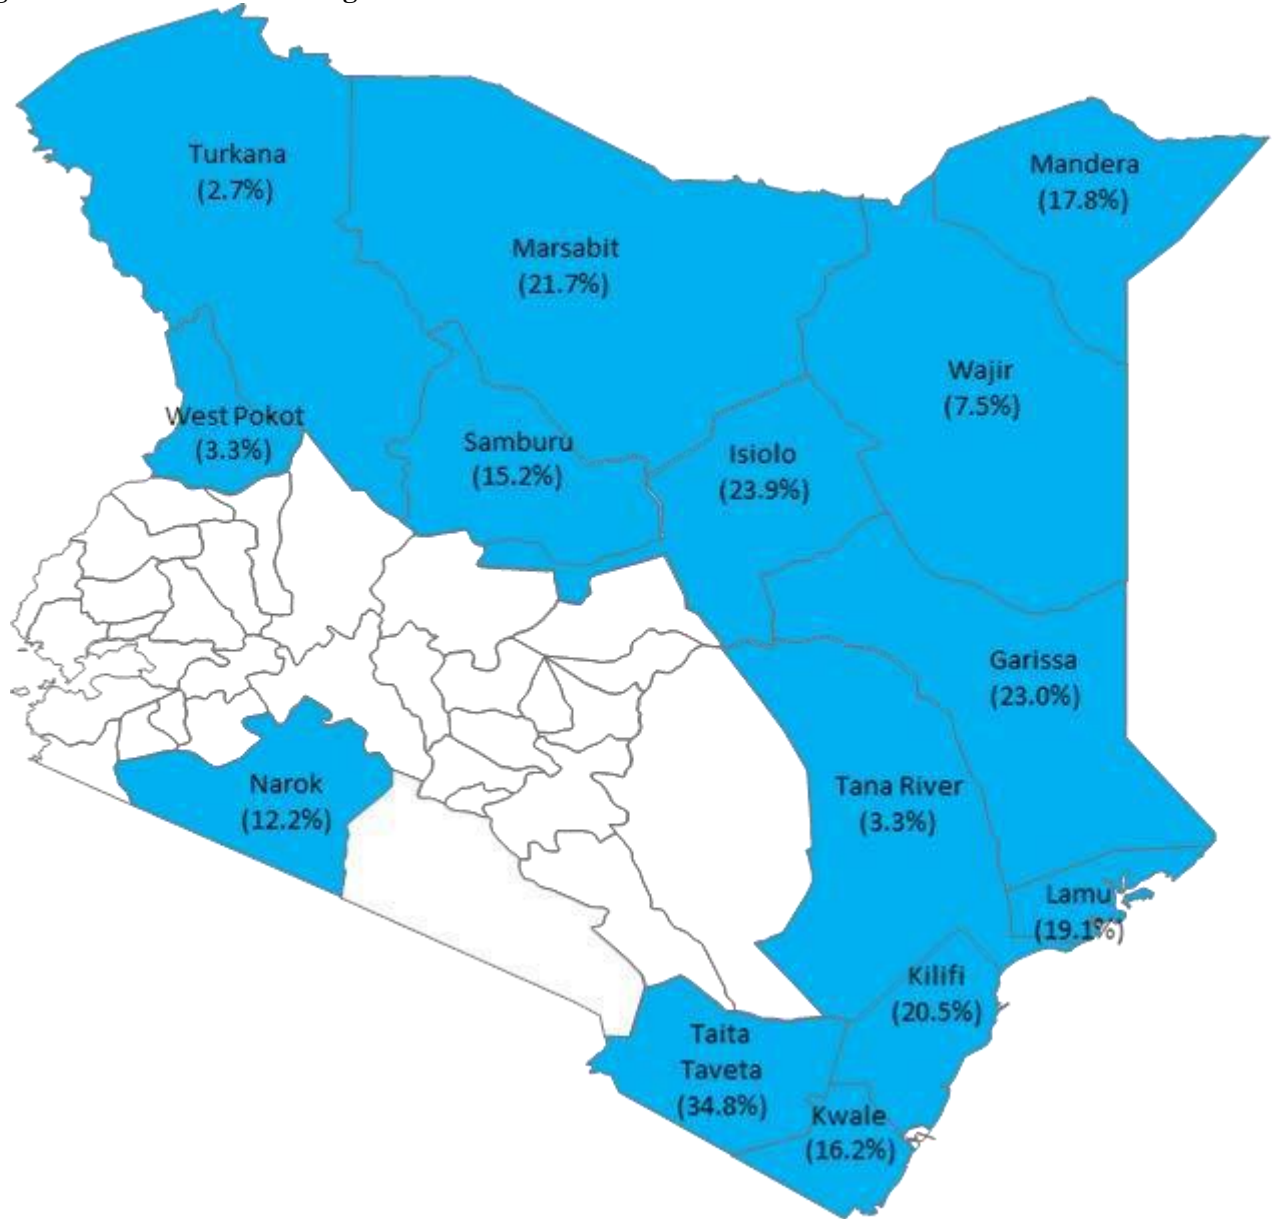 Turkana
(2.7%)
Mandera
(17.8%)
Marsabit
(21.7%)
Wajir
(7.5%)
West Pokot
(3.3%)
Samburu
(15.2%)
Isiolo
(23.9%)
Garissa
(23.0%)
Narok
(12.2%)
Tana River
(3.3%)
Lamu
(19.1%)
Kilifi
(20.5%)
Taita
Taveta
(34.8%)
Kwale
(16.2%)